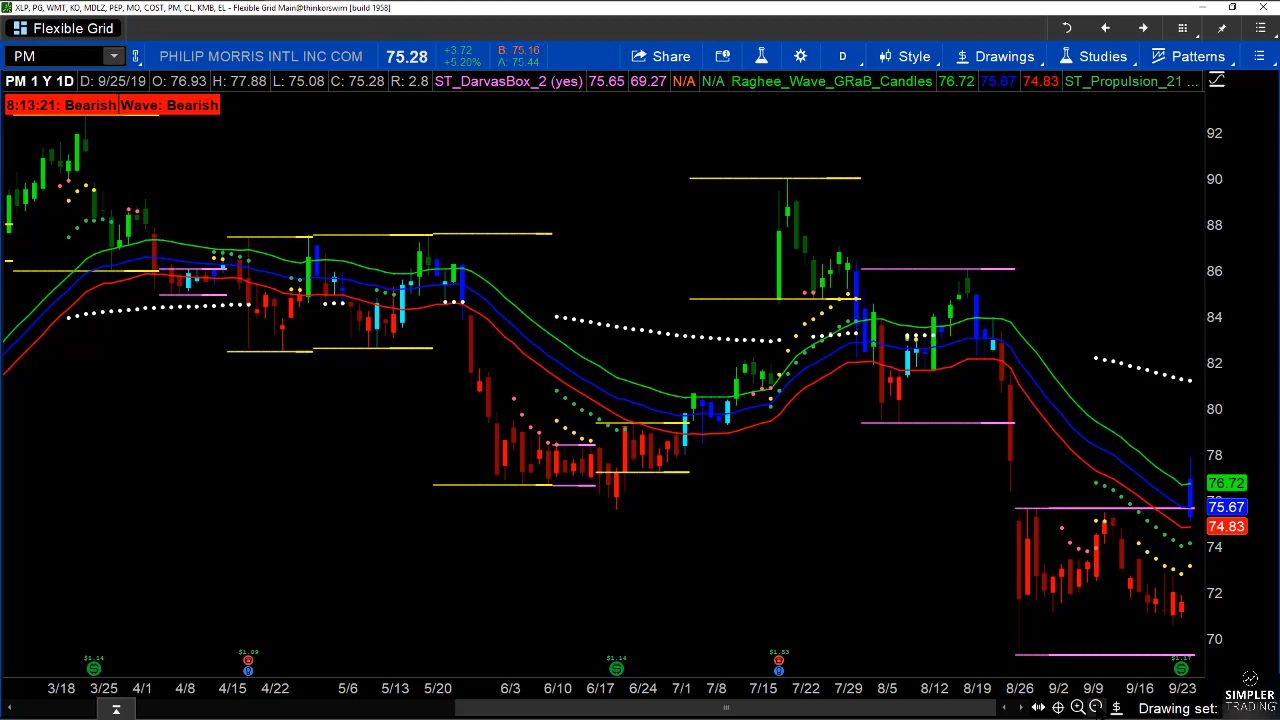 XLP, PG, WMT, KO, MDLZ, PEP, MO, COST, PM, CL, KMB, EL - Flexible Grid Main@thinkorswim [build 1958]
Flexible Grid
PM PHILIP MORRIS INTL INC COM 75.28 +3.72 +5.20% B: 75.16 A: 75.44 Share D Style Drawings Studies Patterns
PM 1 Y 1D D: 9/25/19 O: 76.93 H: 77.88 L: 75.08 C: 75.28 R: 2.8 ST_DarvasBox_2 (yes) 75.65 69.27 N/A N/A Raghee_Wave_GRaB_Candles 76.72 75.67 74.83 ST_Propulsion_21 ...
8:13:21: Bearish Wave: Bearish
92
90
88
86
84
82
80
78
76.72
75.67
74.83
74
72
70
$1.14 $1.09 $1.14 $1.53 $1.17
3/18 3/25 4/1 4/8 4/15 4/22 5/6 5/13 5/20 6/3 6/10 6/17 6/24 7/1 7/8 7/15 7/22 7/29 8/5 8/12 8/19 8/26 9/2 9/9 9/16 9/23
SIMPLER
TRADING
Drawing set: